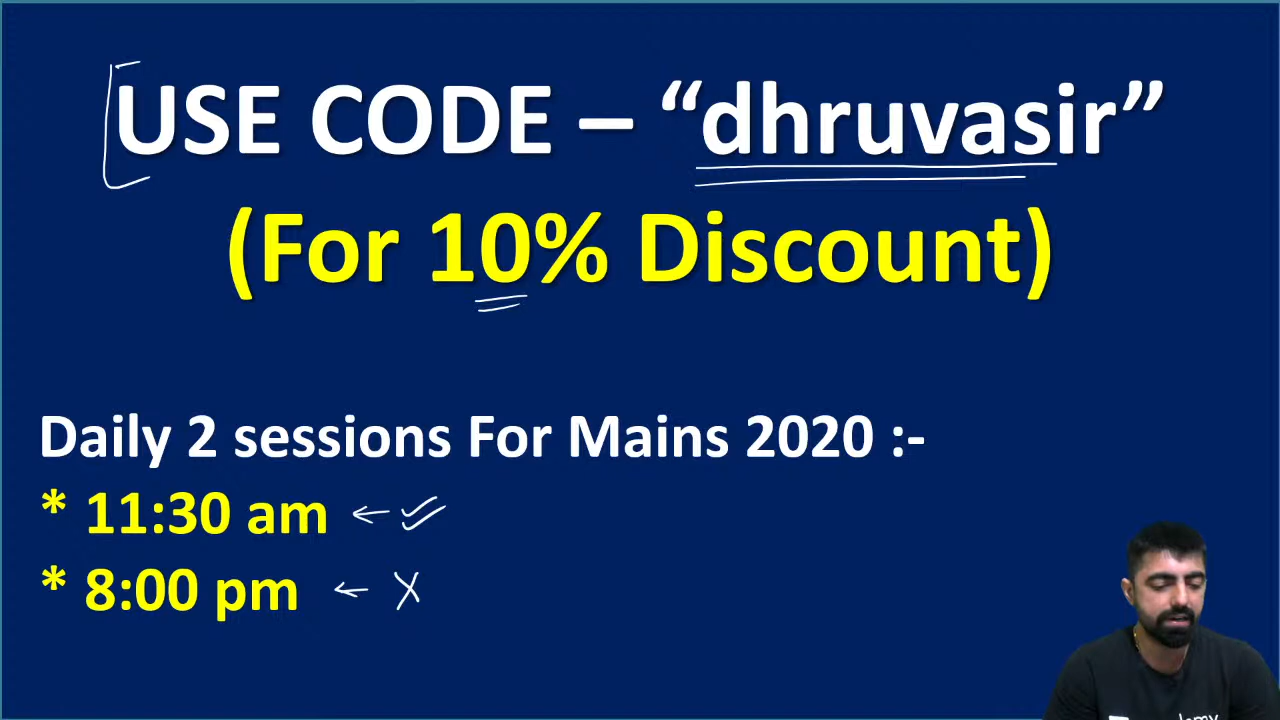 USE CODE – “dhruvasir”
(For 10% Discount)
Daily 2 sessions For Mains 2020 :-
* 11:30 am ← ✓
* 8:00 pm ← X